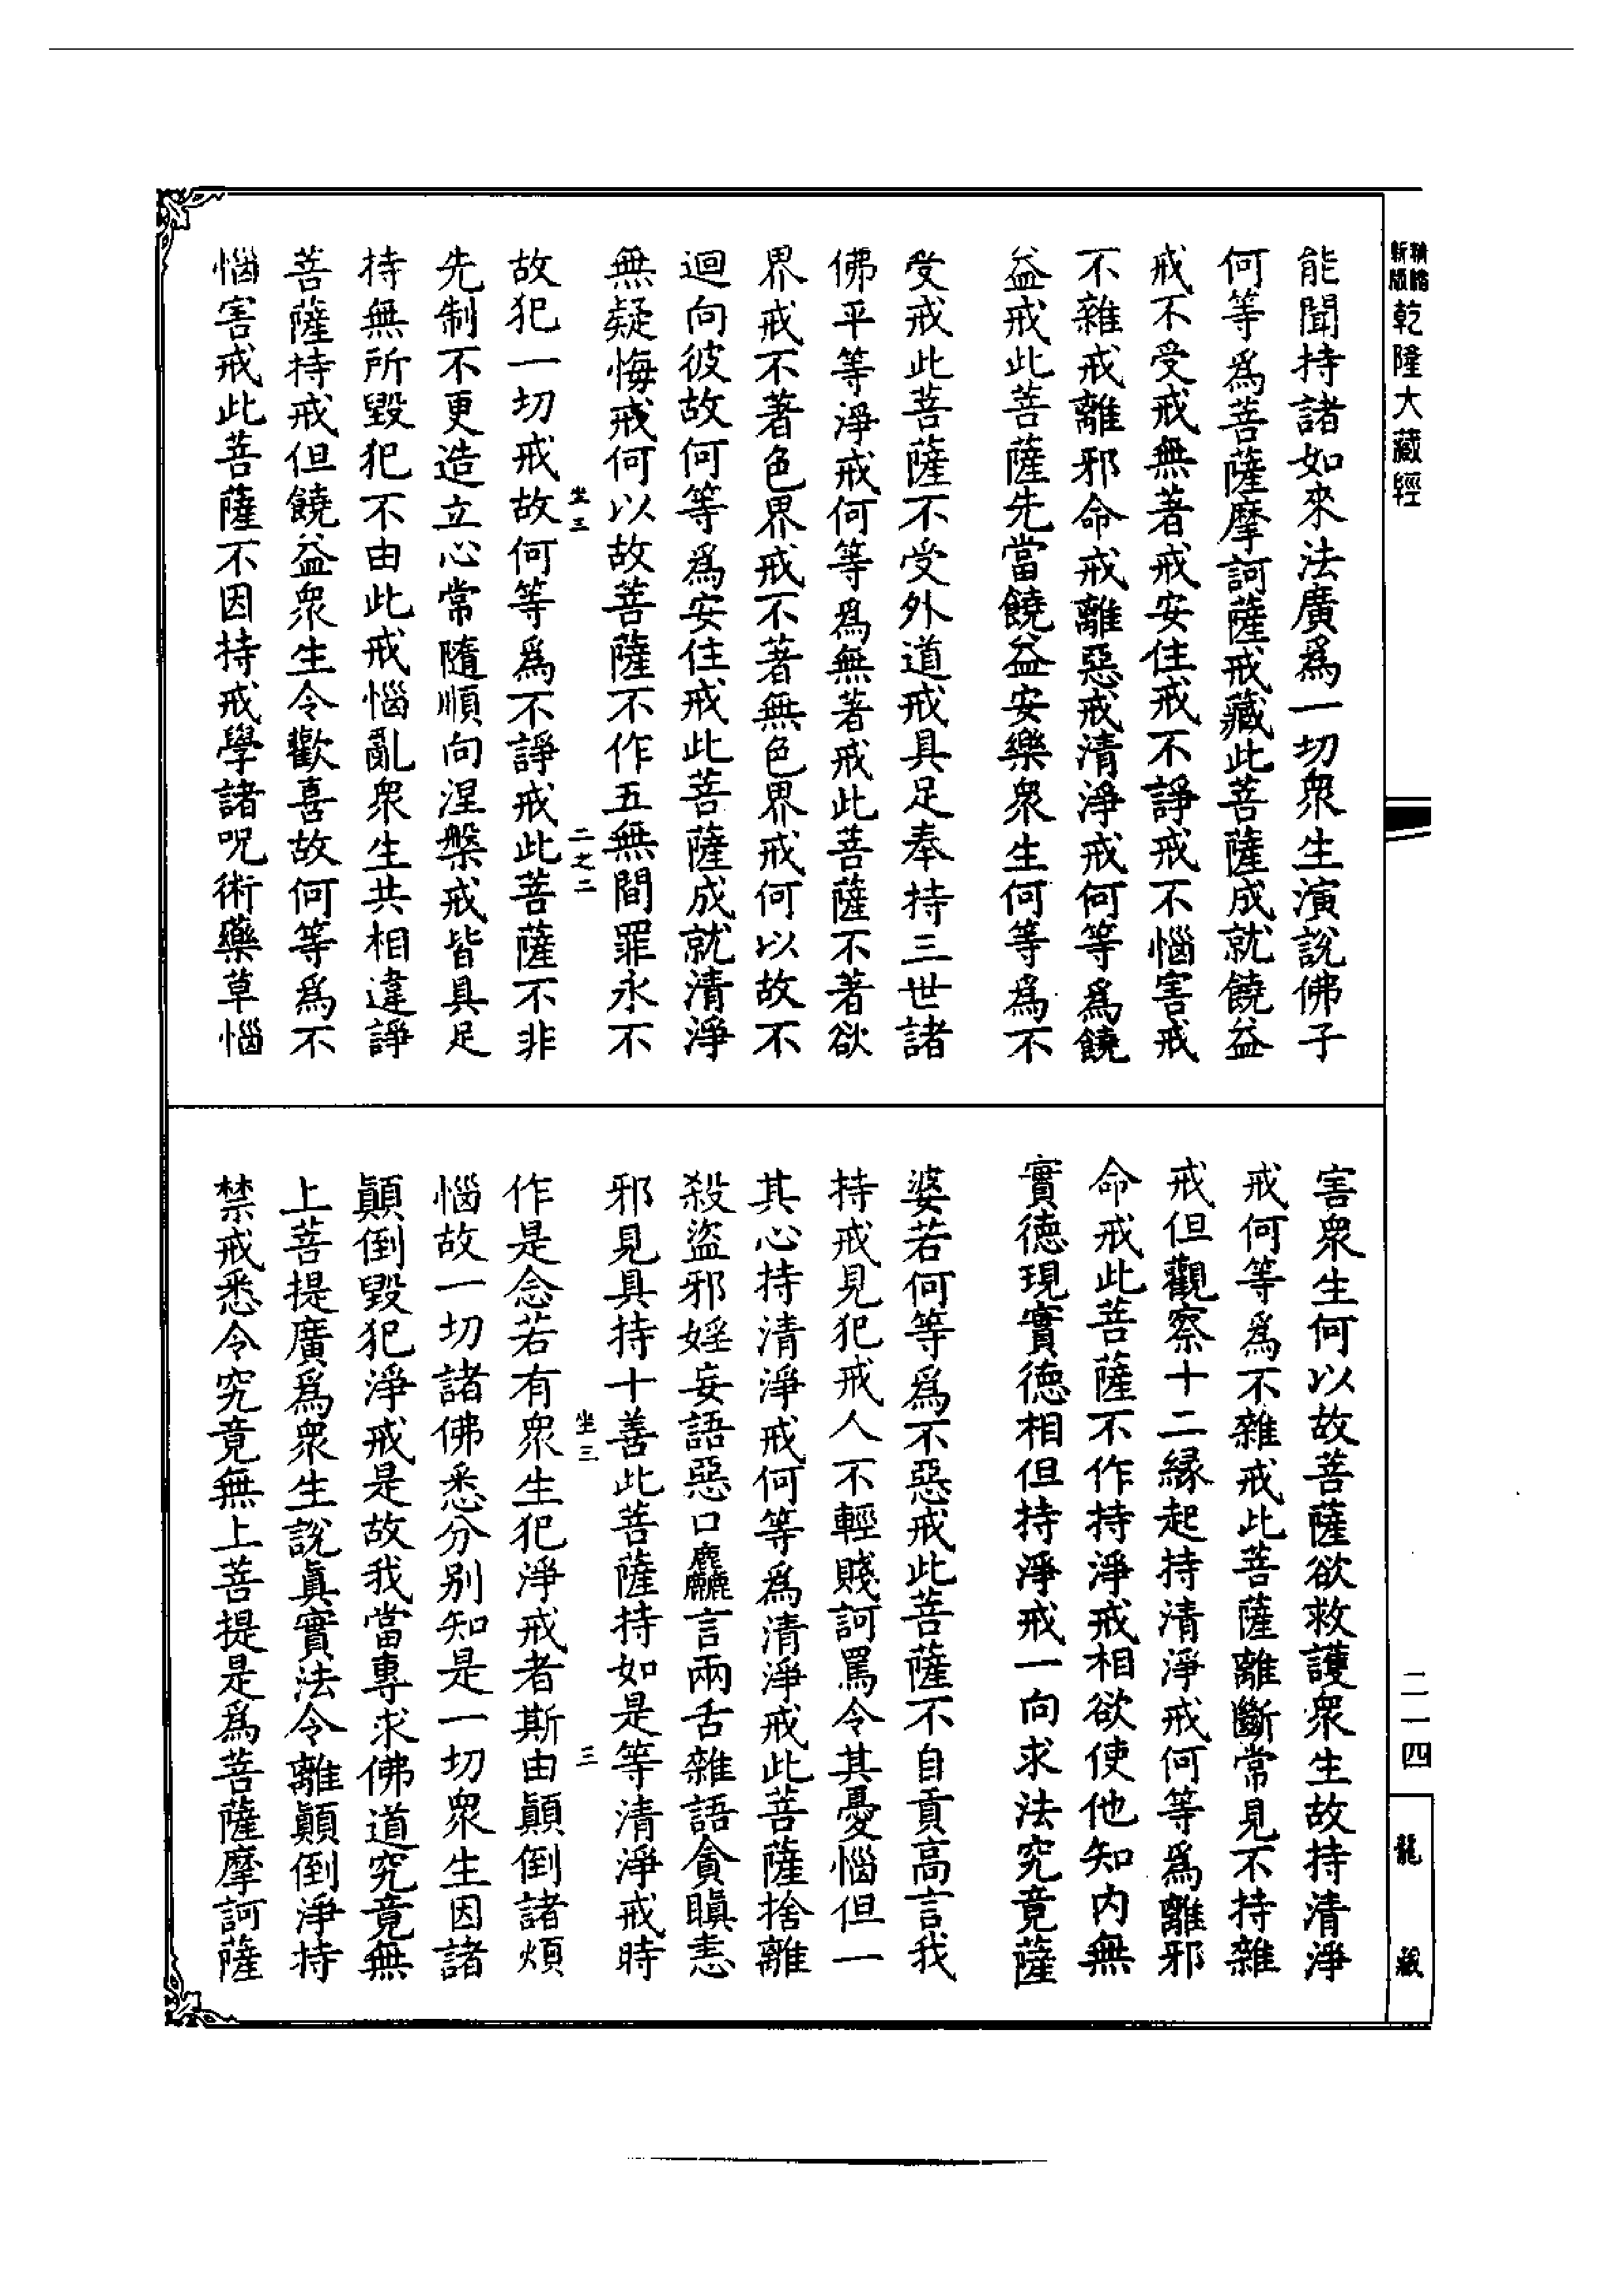 新版
精縮
乾隆大藏經
能聞持諸如來法廣爲一切衆生演說佛子
何等爲菩薩摩訶薩戒藏此菩薩成就饒益
戒不受戒無著戒安住戒不諍戒不惱害戒
不雜戒離邪命戒離惡戒清淨戒何等爲饒
益戒此菩薩先當饒益安樂衆生何等爲不
受戒此菩薩不受外道戒具足奉持三世諸
佛平等淨戒何等爲無著戒此菩薩不著欲
界戒不著色界戒不著無色界戒何以故不
迴向彼故何等爲安住戒此菩薩成就清淨
無疑悔戒何以故菩薩不作五無間罪永不
坐三
二之二
故犯一切戒故何等爲不諍戒此菩薩不非
先制不更造立心常隨順向涅槃戒皆具足
持無所毀犯不由此戒惱亂衆生共相違諍
菩薩持戒但饒益衆生令歡喜故何等爲不
惱害戒此菩薩不因持戒學諸呪術藥草惱
害衆生何以故菩薩欲救護衆生故持清淨
戒何等爲不雜戒此菩薩離斷常見不持雜
戒但觀察十二緣起持清淨戒何等爲離邪
命戒此菩薩不作持淨戒相欲使他知內無
實德現實德相但持淨戒一向求法究竟薩
婆若何等爲不惡戒此菩薩不自貢高言我
持戒見犯戒人不輕賤訶罵令其憂惱但一
其心持清淨戒何等爲清淨戒此菩薩捨離
殺盜邪婬妄語惡口麤言兩舌雜語貪瞋恚
邪見具持十善此菩薩持如是等清淨戒時
坐三
三
作是念若有衆生犯淨戒者斯由顚倒諸煩
惱故一切諸佛悉分別知是一切衆生因諸
顚倒毀犯淨戒是故我當專求佛道究竟無
上菩提廣爲衆生說眞實法令離顚倒淨持
禁戒悉令究竟無上菩提是爲菩薩摩訶薩
二一四
龍藏